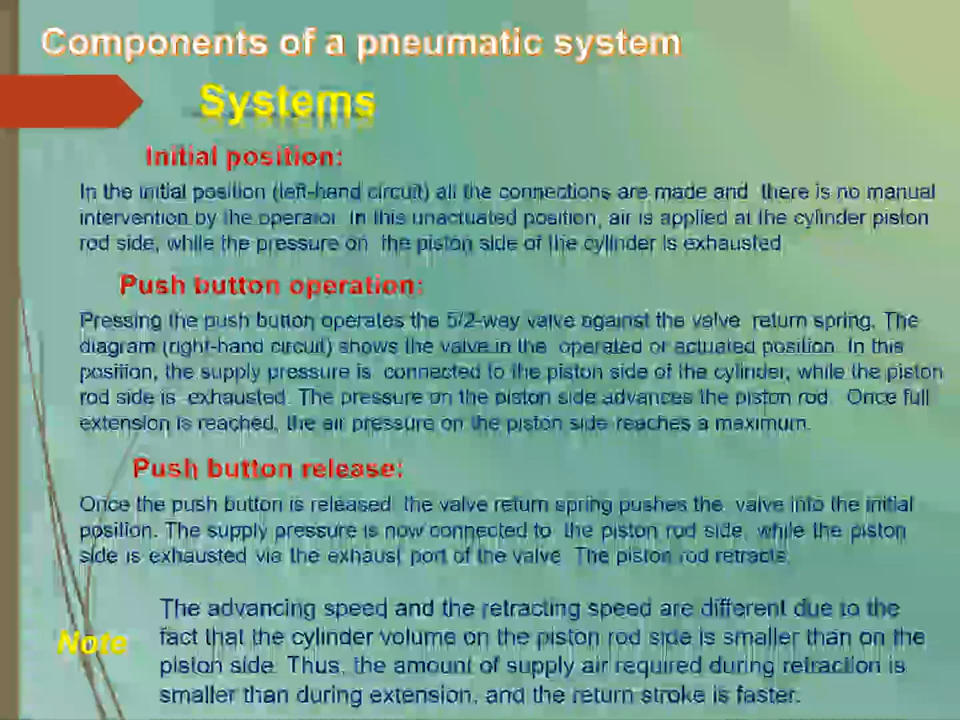 Components of a pneumatic system
Systems
Initial position:
In the initial position (left-hand circuit) all the connections are made and there is no manual
intervention by the operator. In this unactuated position, air is applied at the cylinder piston
rod side, while the pressure on the piston side of the cylinder is exhausted.
Push button operation:
Pressing the push button operates the 5/2-way valve against the valve return spring. The
diagram (right-hand circuit) shows the valve in the operated or actuated position. In this
position, the supply pressure is connected to the piston side of the cylinder, while the piston
rod side is exhausted. The pressure on the piston side advances the piston rod. Once full
extension is reached, the air pressure on the piston side reaches a maximum.
Push button release:
Once the push button is released, the valve return spring pushes the valve into the initial
position. The supply pressure is now connected to the piston rod side, while the piston
side is exhausted via the exhaust port of the valve. The piston rod retracts.
Note
The advancing speed and the retracting speed are different due to the
fact that the cylinder volume on the piston rod side is smaller than on the
piston side. Thus, the amount of supply air required during retraction is
smaller than during extension, and the return stroke is faster.